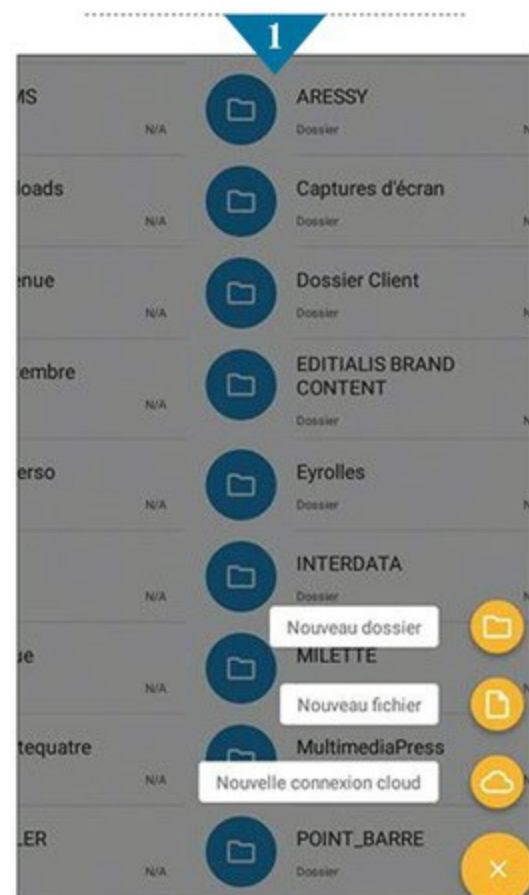 1
MS
N/A
ARESSY
Dossier
N
loads
N/A
Captures d'écran
Dossier
N
enue
N/A
Dossier Client
Dossier
N
tembre
N/A
EDITIALIS BRAND
CONTENT
Dossier
N
erso
N/A
Eyrolles
Dossier
N
N/A
INTERDATA
Dossier
N
Nouveau dossier
ue
N/A
MILETTE
Nouveau fichier
tequatre
N/A
MultimediaPress
Nouvelle connexion cloud
LER
N/A
POINT_BARRE
Dossier